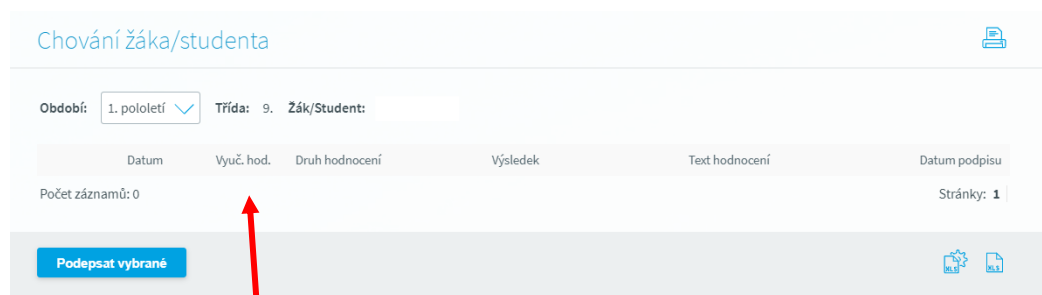 Chování žáka/studenta
Období: 1. pololetí Třída: 9. Žák/Student:
Datum Vyuč. hod. Druh hodnocení Výsledek Text hodnocení Datum podpisu
Počet záznamů: 0 Stránky: 1
Podepsat vybrané XLS XLS